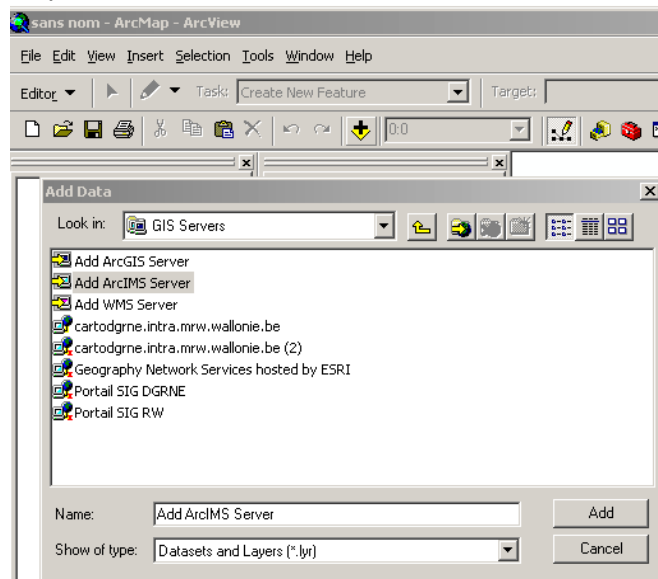 sans nom - ArcMap - ArcView
File Edit View Insert Selection Tools Window Help
Editor Task: Create New Feature Target:
0:0
Add Data
Look in: GIS Servers
Add ArcGIS Server
Add ArcIMS Server
Add WMS Server
cartodgrne.intra.mrw.wallonie.be
cartodgrne.intra.mrw.wallonie.be (2)
Geography Network Services hosted by ESRI
Portail SIG DGRNE
Portail SIG RW
Name: Add ArcIMS Server Add
Show of type: Datasets and Layers (*.lyr) Cancel